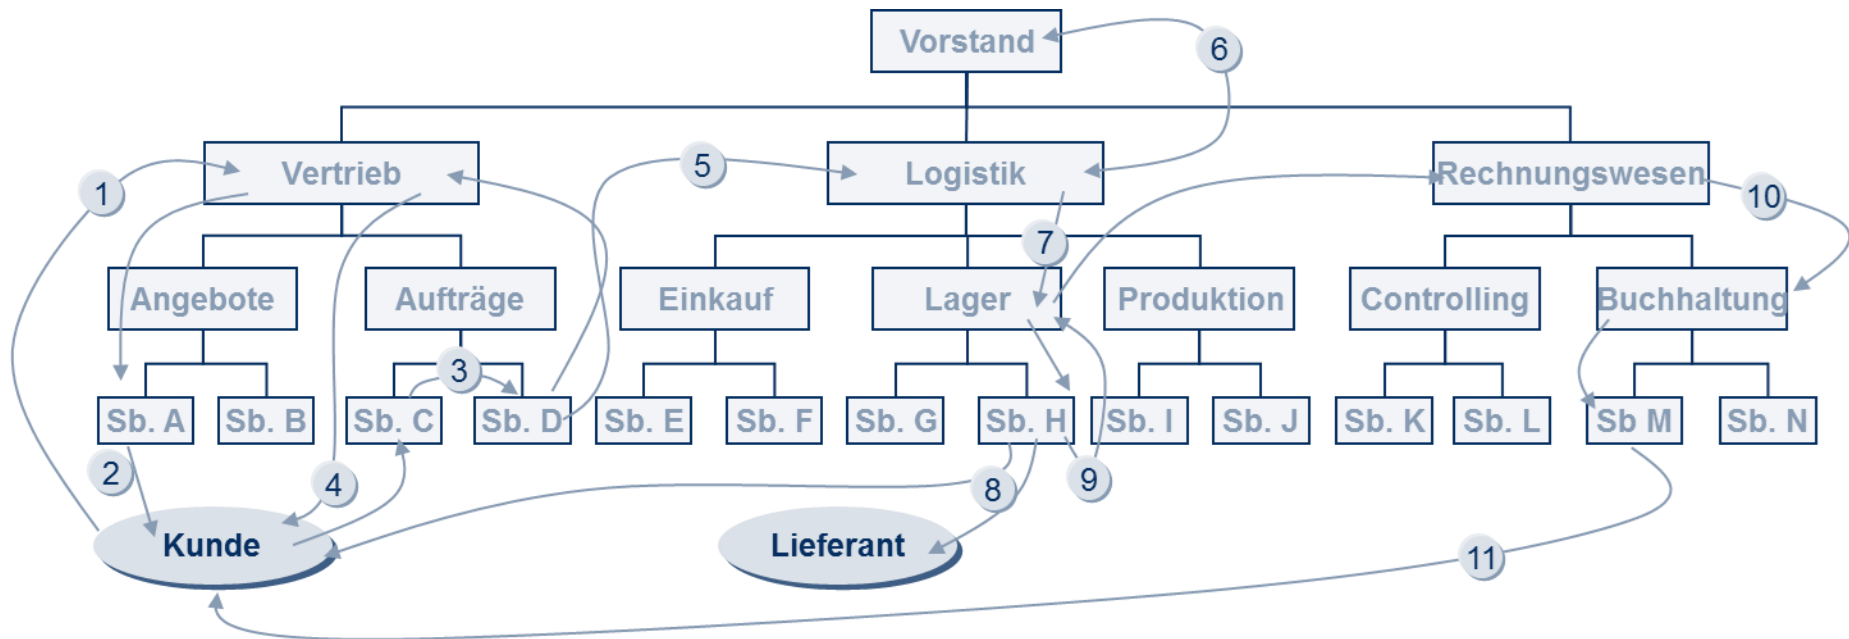 Vorstand
6
Vertrieb
Logistik
Rechnungswesen
1
5
10
7
Angebote
Aufträge
Einkauf
Lager
Produktion
Controlling
Buchhaltung
3
Sb. A
Sb. B
Sb. C
Sb. D
Sb. E
Sb. F
Sb. G
Sb. H
Sb. I
Sb. J
Sb. K
Sb. L
Sb M
Sb. N
2
4
8
9
Kunde
Lieferant
11